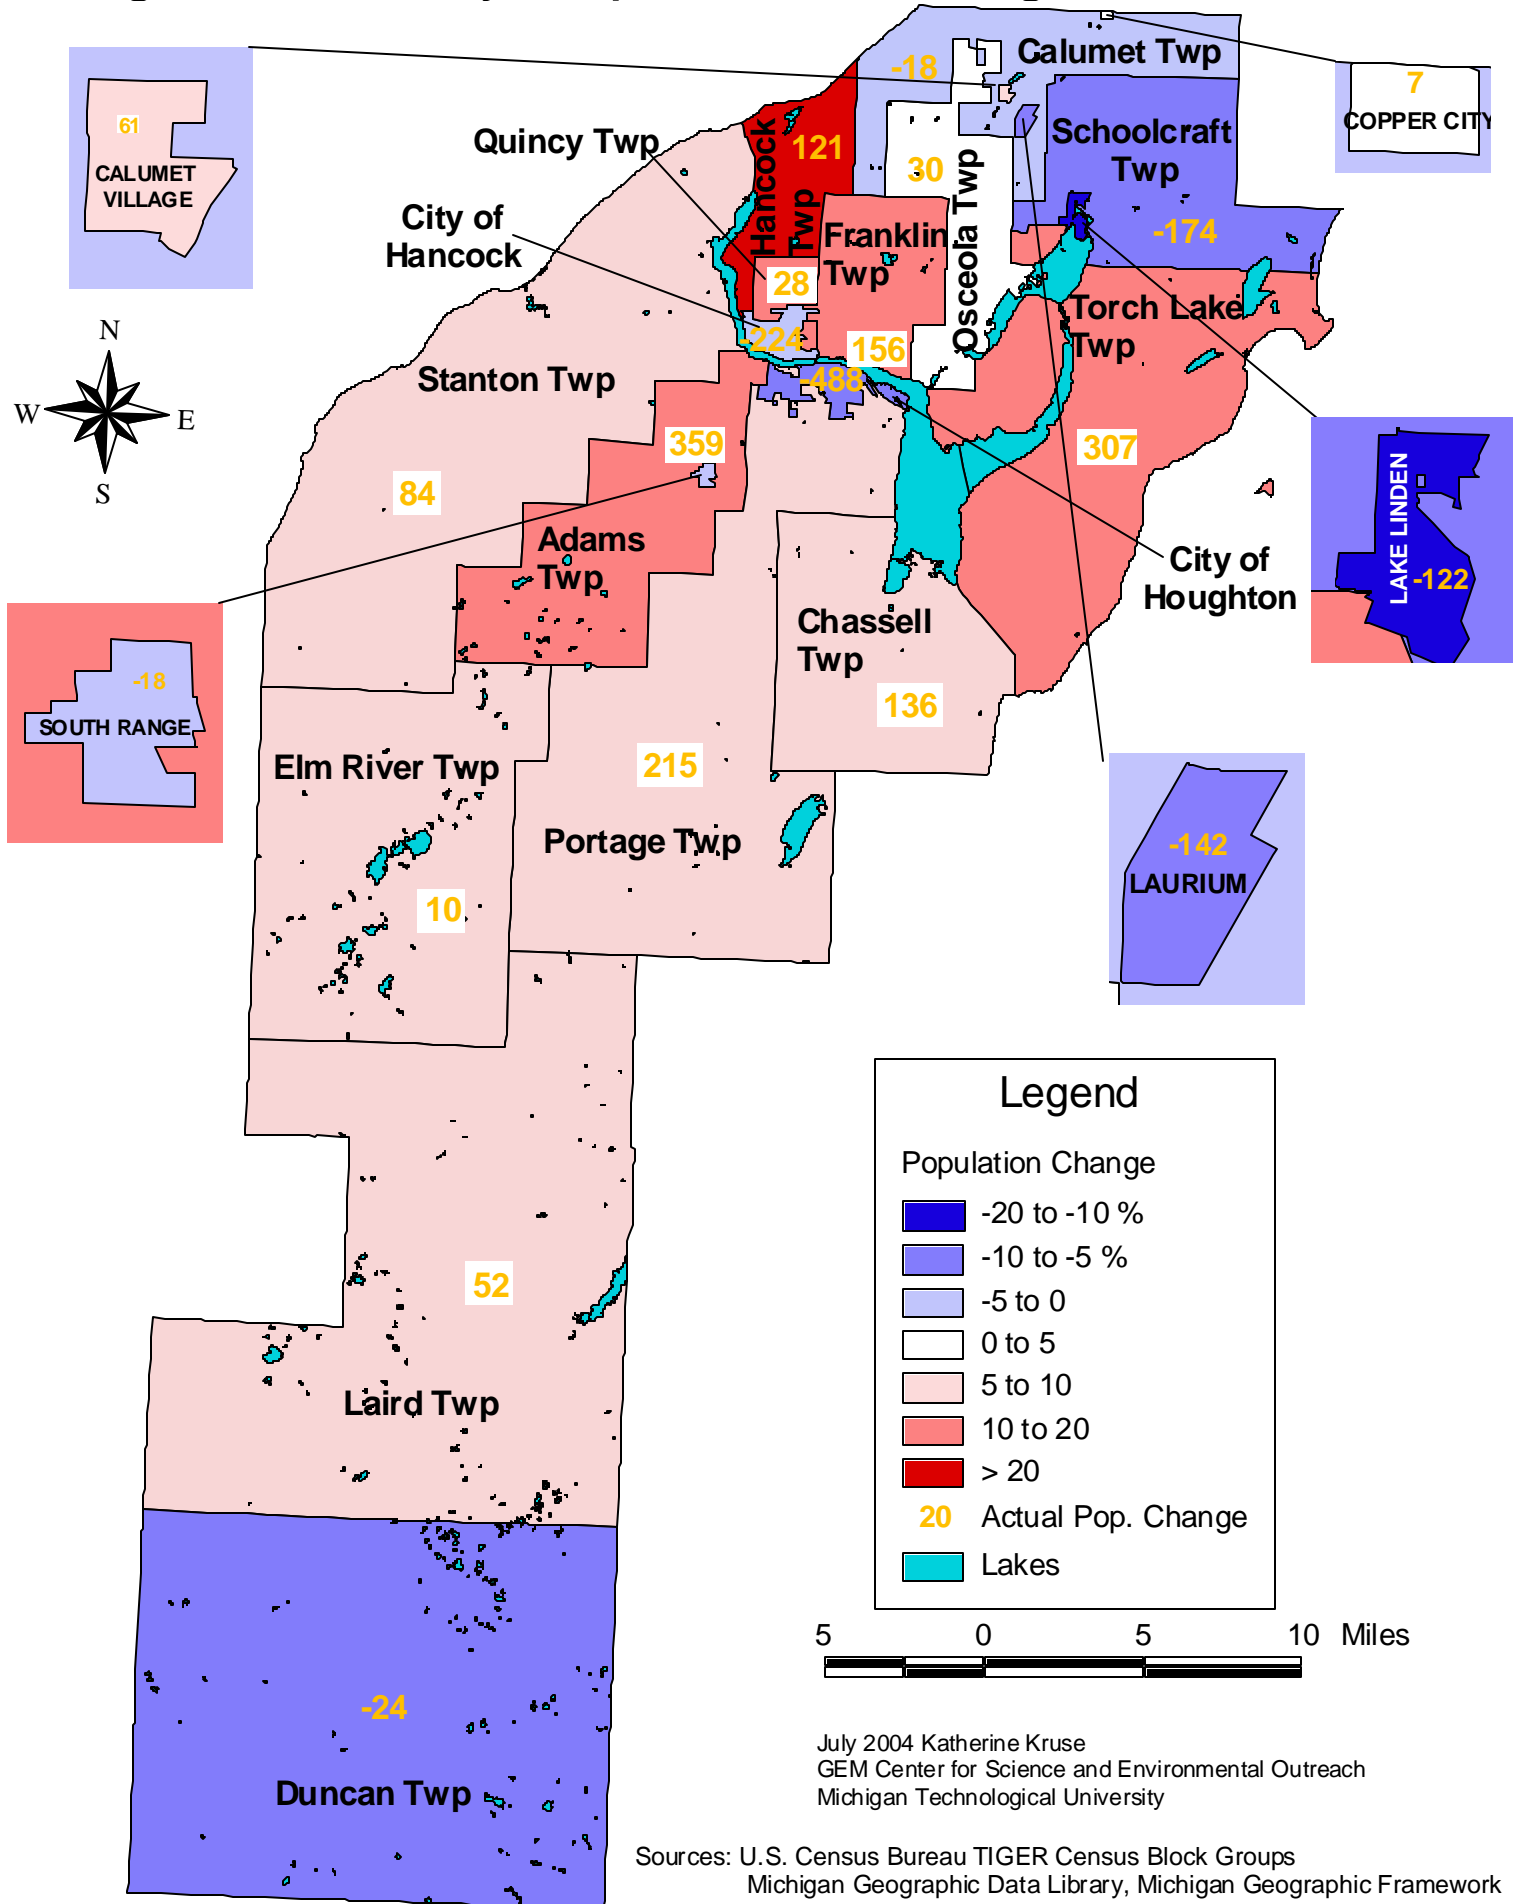 Calumet Twp
-18
7
COPPER CITY
61
CALUMET
VILLAGE
Quincy Twp
Hancock
Twp
121
30
Osceola Twp
Schoolcraft
Twp
-174
City of
Hancock
Franklin
Twp
28
-224
156
-488
Torch Lake
Twp
307
N
W
E
S
Stanton Twp
84
359
Adams
Twp
LAKE LINDEN
-122
City of
Houghton
Chassell
Twp
136
-18
SOUTH RANGE
Elm River Twp
10
215
Portage Twp
-142
LAURIUM
Legend
Population Change
-20 to -10 %
-10 to -5 %
-5 to 0
0 to 5
5 to 10
10 to 20
> 20
20 Actual Pop. Change
Lakes
52
Laird Twp
5 0 5 10 Miles
-24
Duncan Twp
July 2004 Katherine Kruse
GEM Center for Science and Environmental Outreach
Michigan Technological University
Sources: U.S. Census Bureau TIGER Census Block Groups
Michigan Geographic Data Library, Michigan Geographic Framework